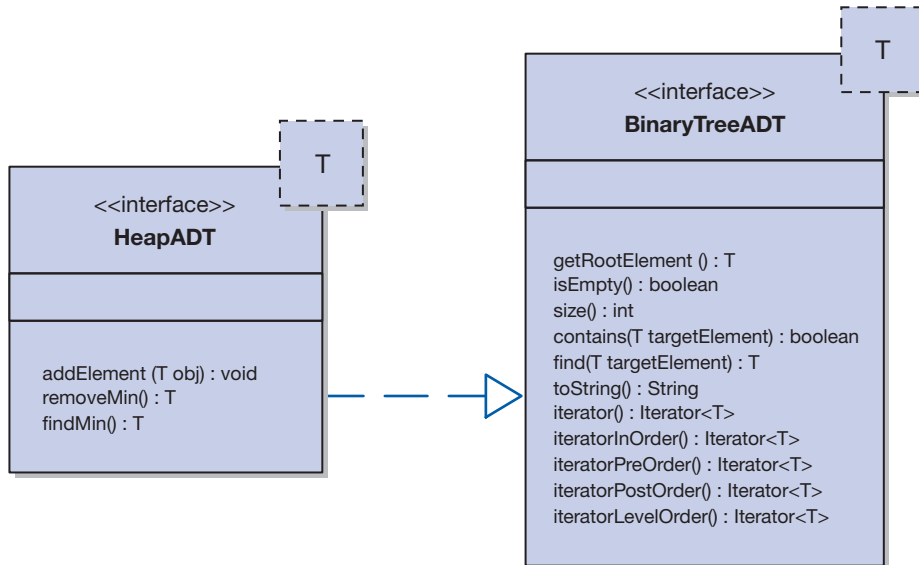 T
<<interface>>
HeapADT
addElement (T obj) : void
removeMin() : T
findMin() : T
T
<<interface>>
BinaryTreeADT
getRootElement () : T
isEmpty() : boolean
size() : int
contains(T targetElement) : boolean
find(T targetElement) : T
toString() : String
iterator() : Iterator<T>
iteratorInOrder() : Iterator<T>
iteratorPreOrder() : Iterator<T>
iteratorPostOrder() : Iterator<T>
iteratorLevelOrder() : Iterator<T>